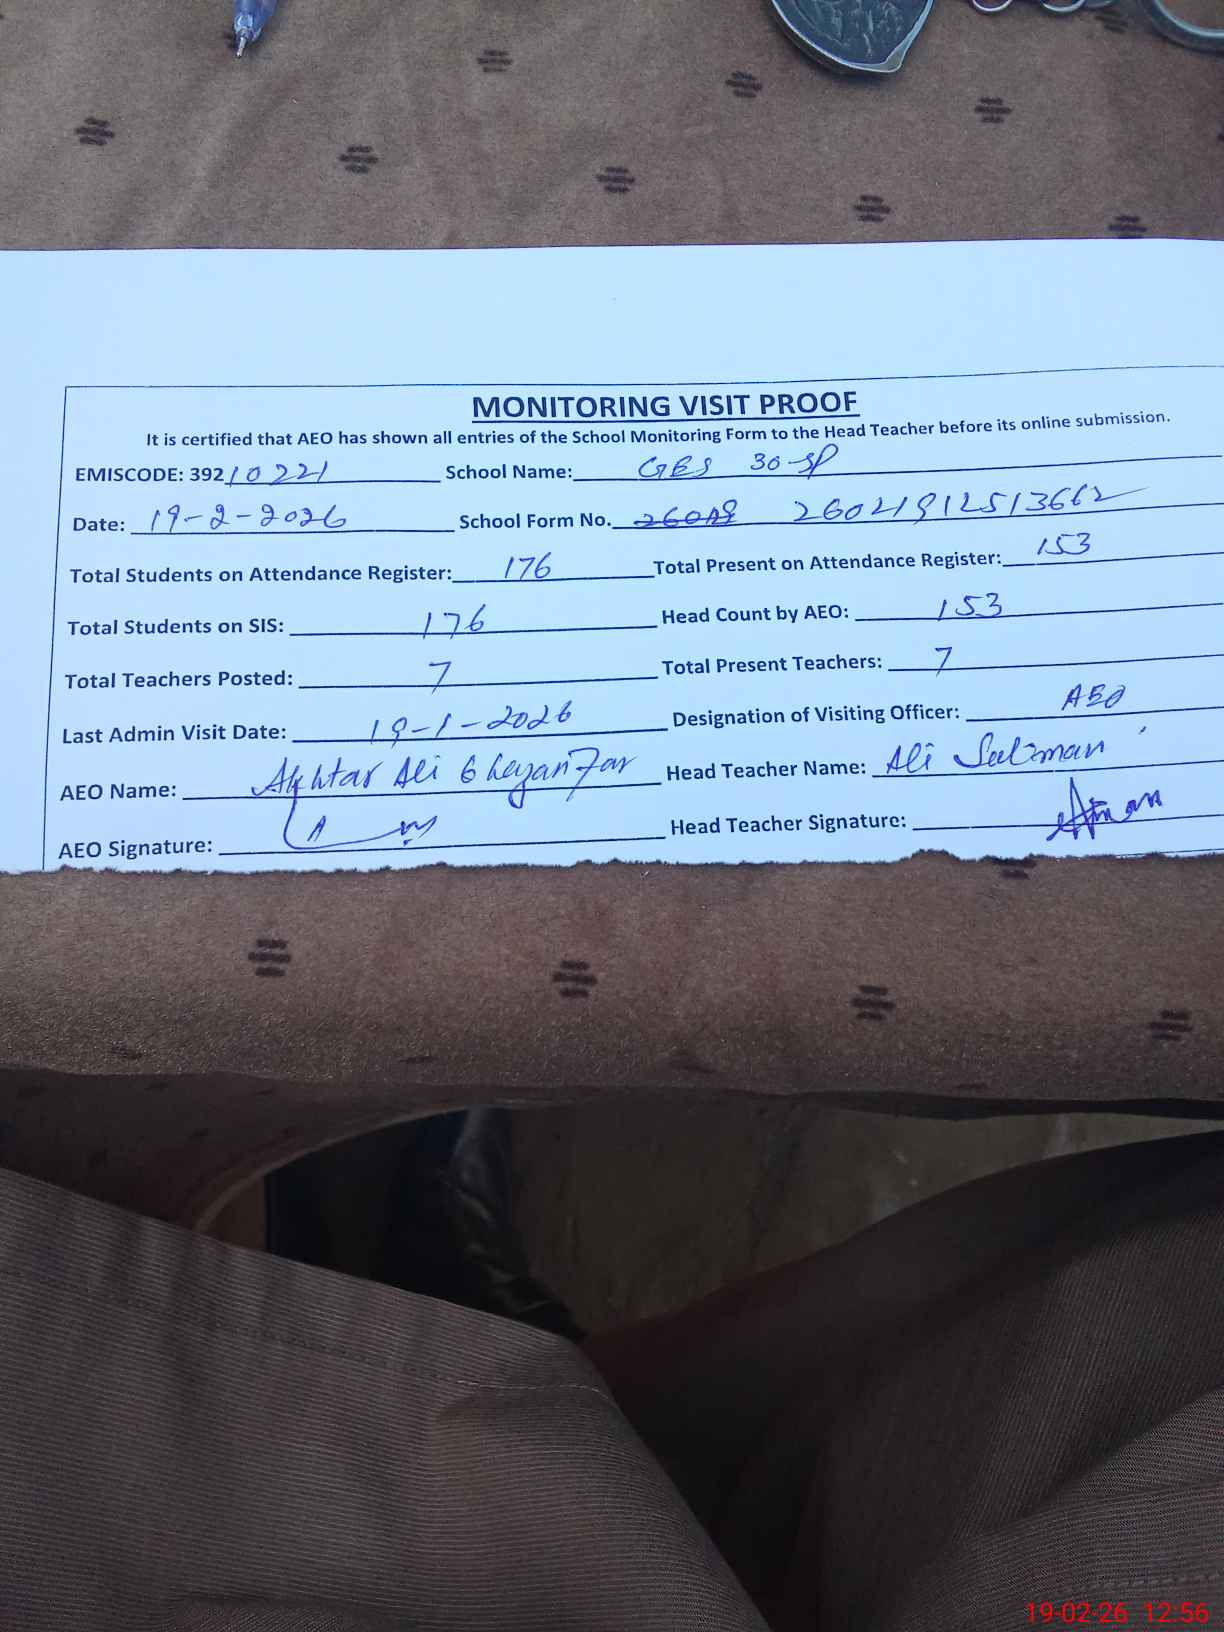 MONITORING VISIT PROOF
It is certified that AEO has shown all entries of the School Monitoring Form to the Head Teacher before its online submission.
EMISCODE: 39210221 School Name: GES 30-SP
Date: 19-2-2026 School Form No. 26021912513662
Total Students on Attendance Register: 176 Total Present on Attendance Register: 153
Total Students on SIS: 176 Head Count by AEO: 153
Total Teachers Posted: 7 Total Present Teachers: 7
Last Admin Visit Date: 19-1-2026 Designation of Visiting Officer: AEO
AEO Name: Akhtar Ali Head Teacher Name: Ali Salman
AEO Signature: Head Teacher Signature:
19-02-26 12:56